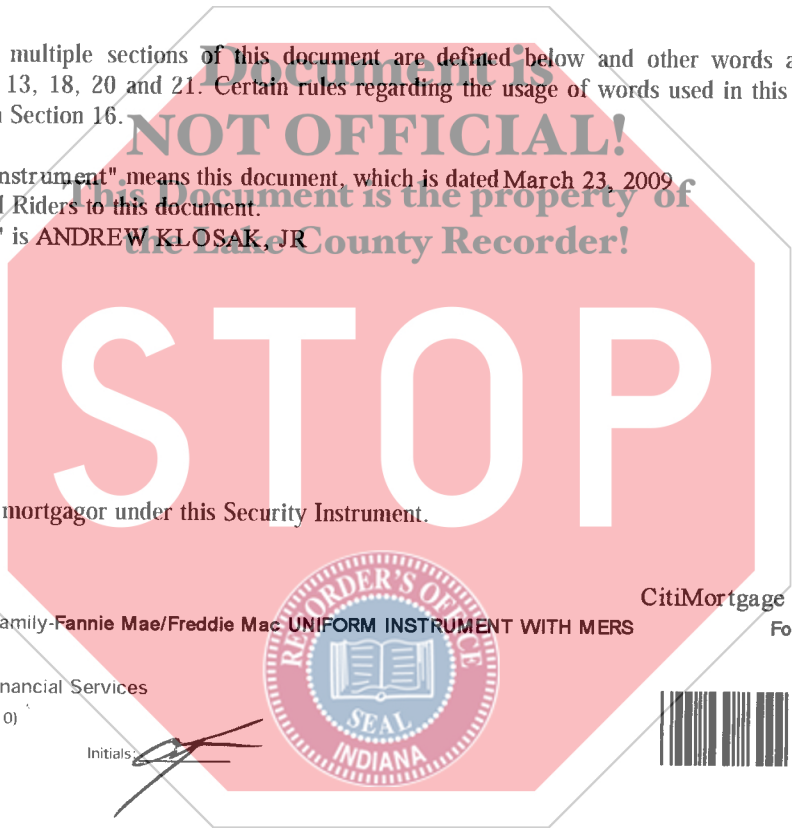 multiple sections of this document are defined below and other words a
Document is
13, 18, 20 and 21. Certain rules regarding the usage of words used in this
Section 16.
NOT OFFICIAL!
nstrument" means this document, which is dated March 23, 2009
This Document is the property of
Riders to this document.
" is ANDREW KLOSAK, JR
the Lake County Recorder!
STOP
mortgagor under this Security Instrument.
RECORDER'S OFFICE
CitiMortgage
amily-Fannie Mae/Freddie Mac UNIFORM INSTRUMENT WITH MERS
Fo
nancial Services
0)
SEAL
Initials:
INDIANA